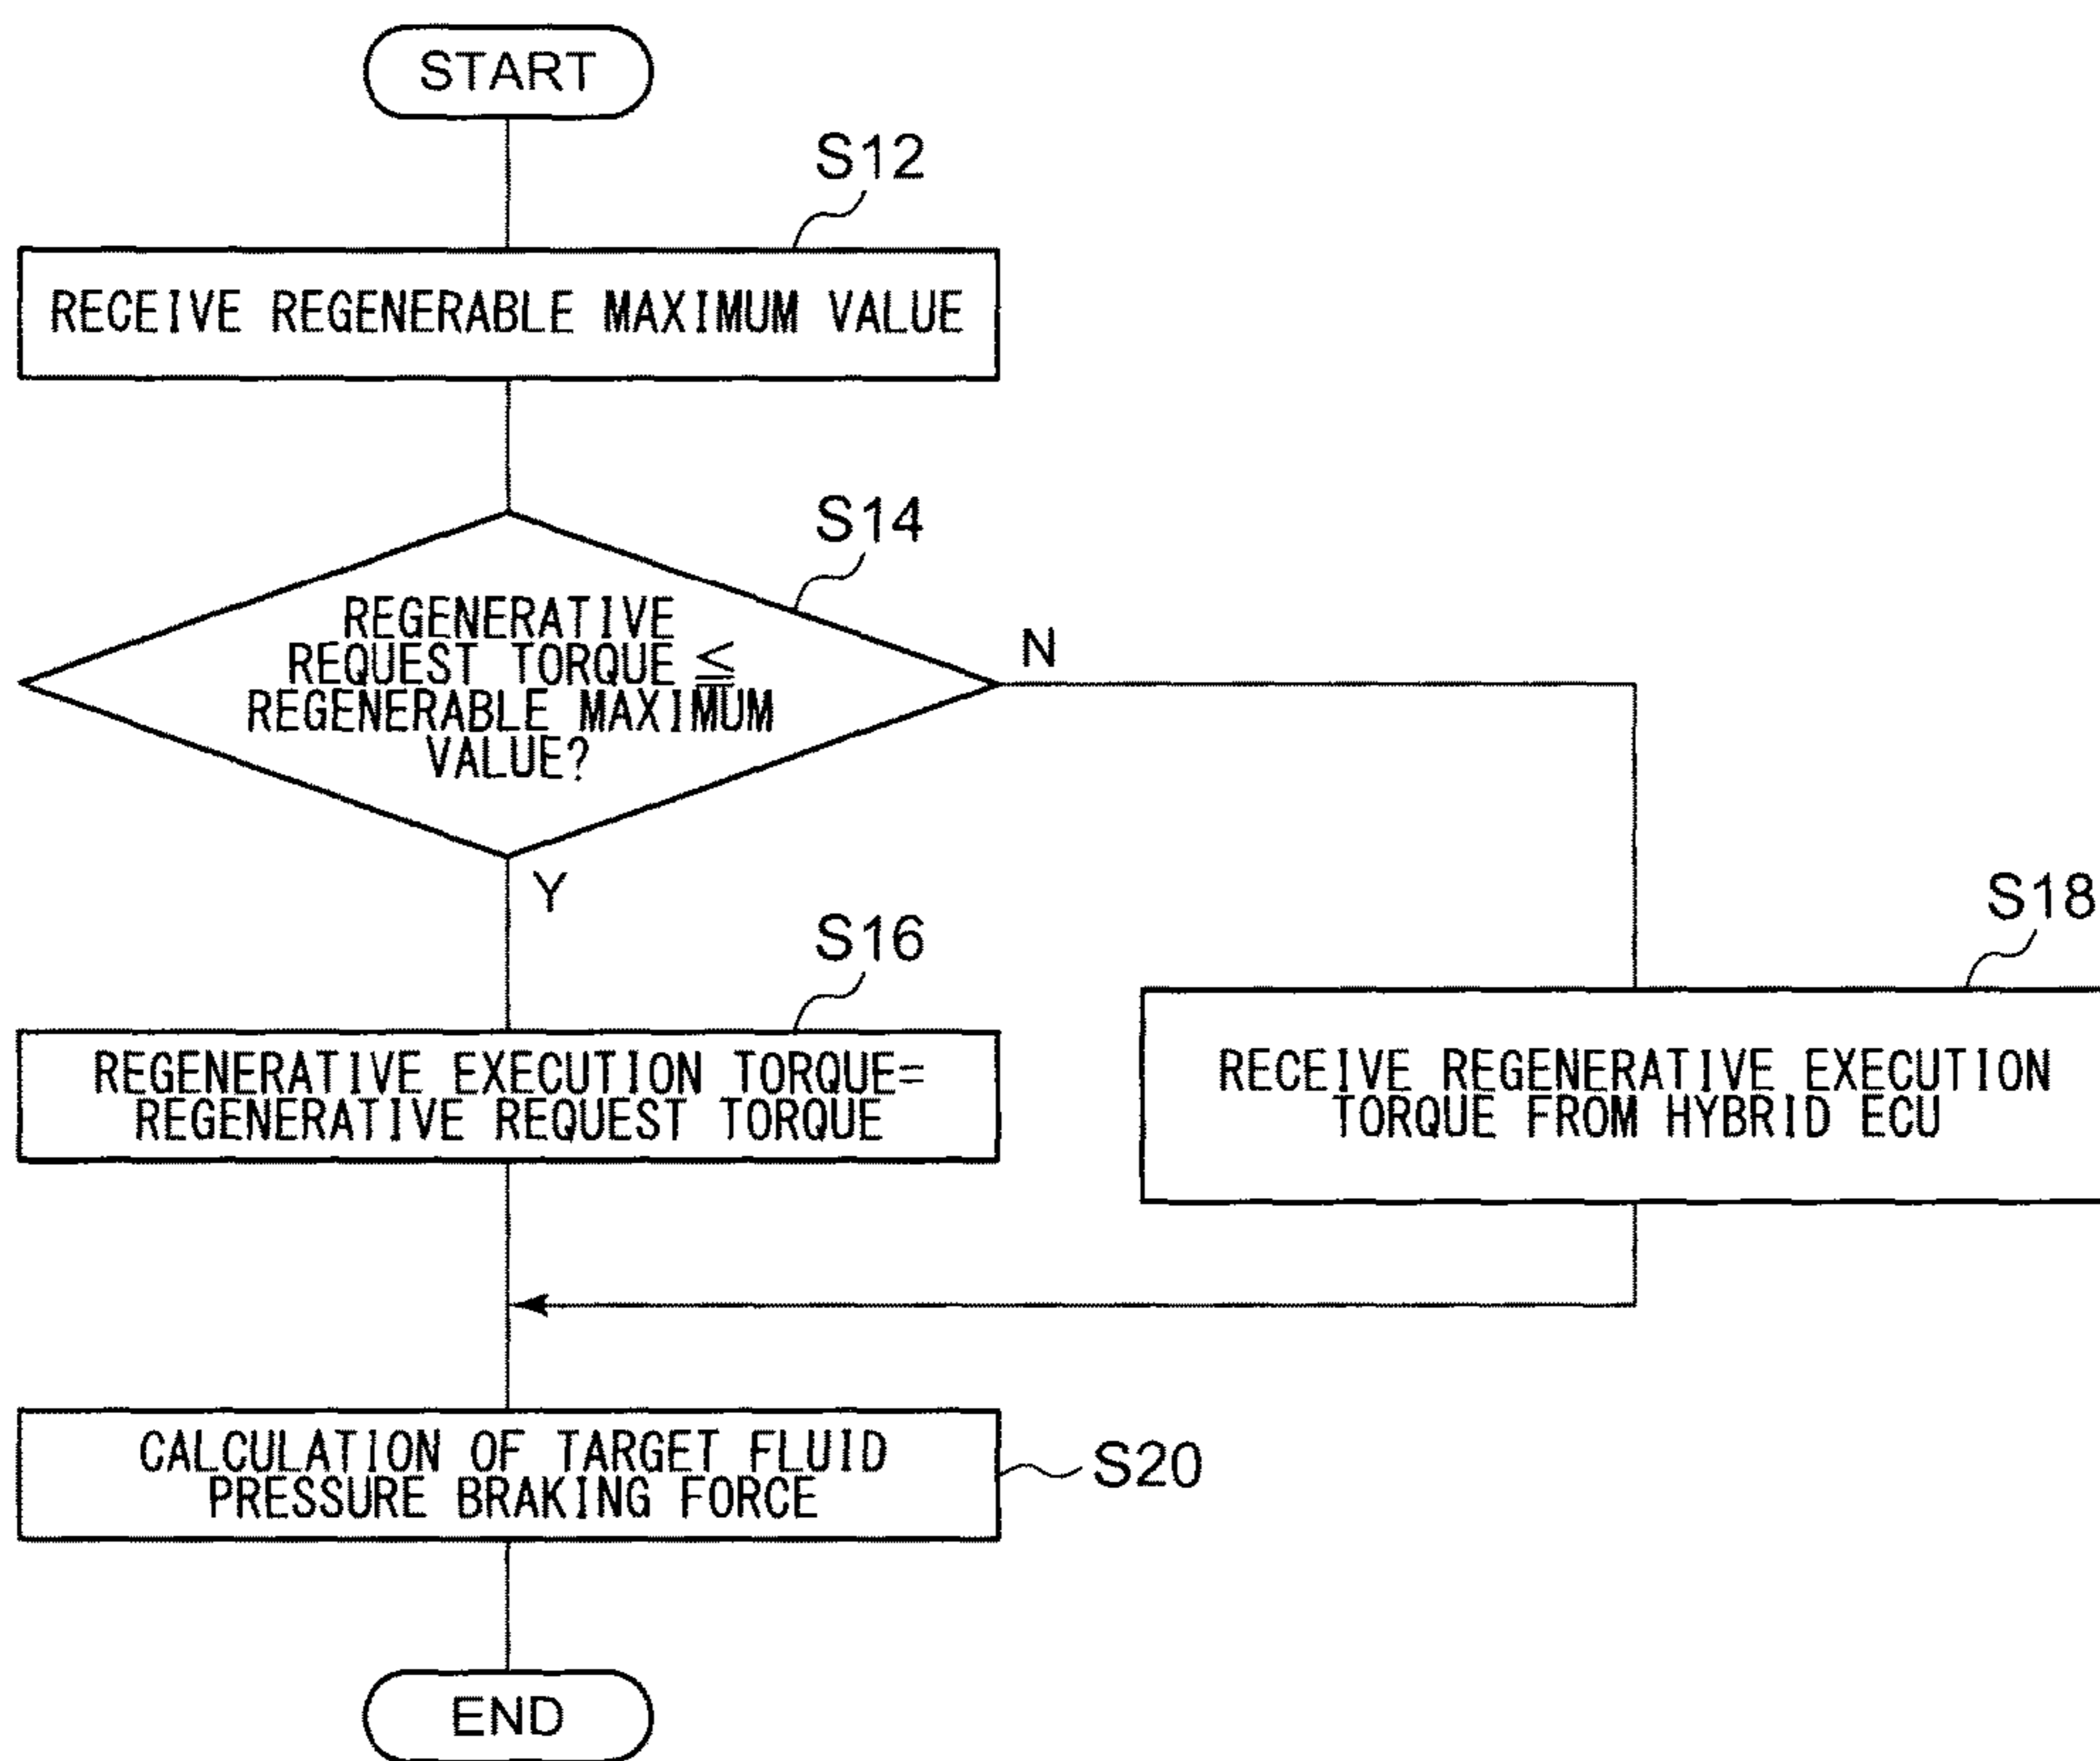 START
S12
RECEIVE REGENERABLE MAXIMUM VALUE
S14
REGENERATIVE
REQUEST TORQUE ≦
REGENERABLE MAXIMUM
VALUE?
N
Y
S16
REGENERATIVE EXECUTION TORQUE=
REGENERATIVE REQUEST TORQUE
S18
RECEIVE REGENERATIVE EXECUTION
TORQUE FROM HYBRID ECU
CALCULATION OF TARGET FLUID
PRESSURE BRAKING FORCE
S20
END